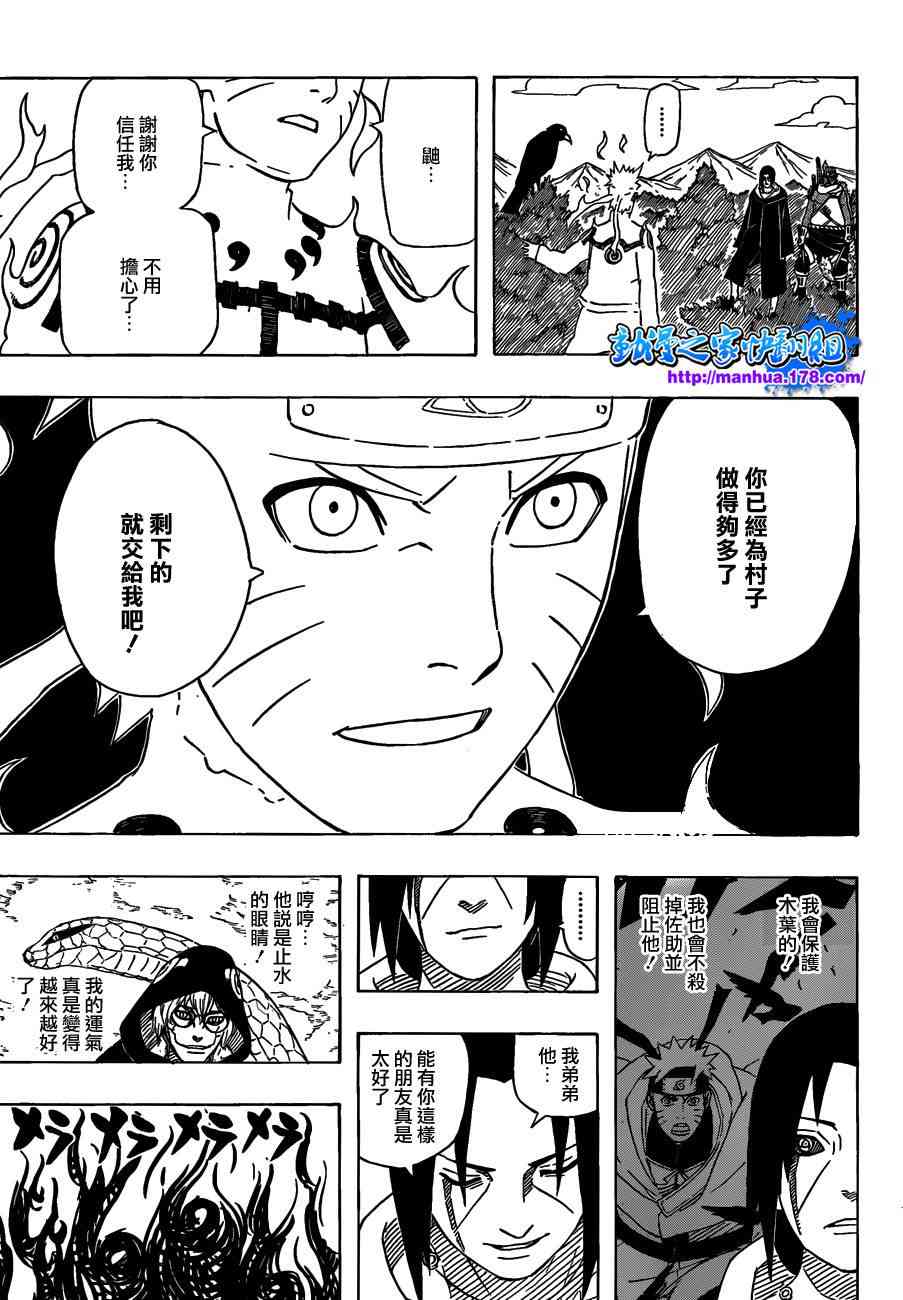 ………
鼬…
謝謝你
信任我…
不用
擔心了…
動漫之家快翻組
http://manhua.178.com/
你已經為村子
做得夠多了
剩下的
就交給我吧！
我會保護
木葉的！
我也會不殺
掉佐助並
阻止他！
………
我弟弟
他…
能有你這樣
的朋友真是
太好了
哼哼…
他說是止水
的眼睛
我的運氣
真是變得
越來越好
了！
メラ メラ メラ メラ